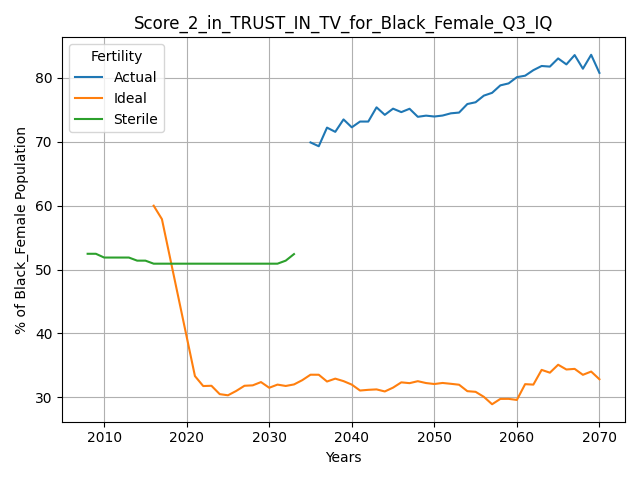 Score_2_in_TRUST_IN_TV_for_Black_Female_Q3_IQ
Fertility
Actual
Ideal
Sterile
% of Black_Female Population
80
70
60
50
40
30
2010
2020
2030
2040
2050
2060
2070
Years